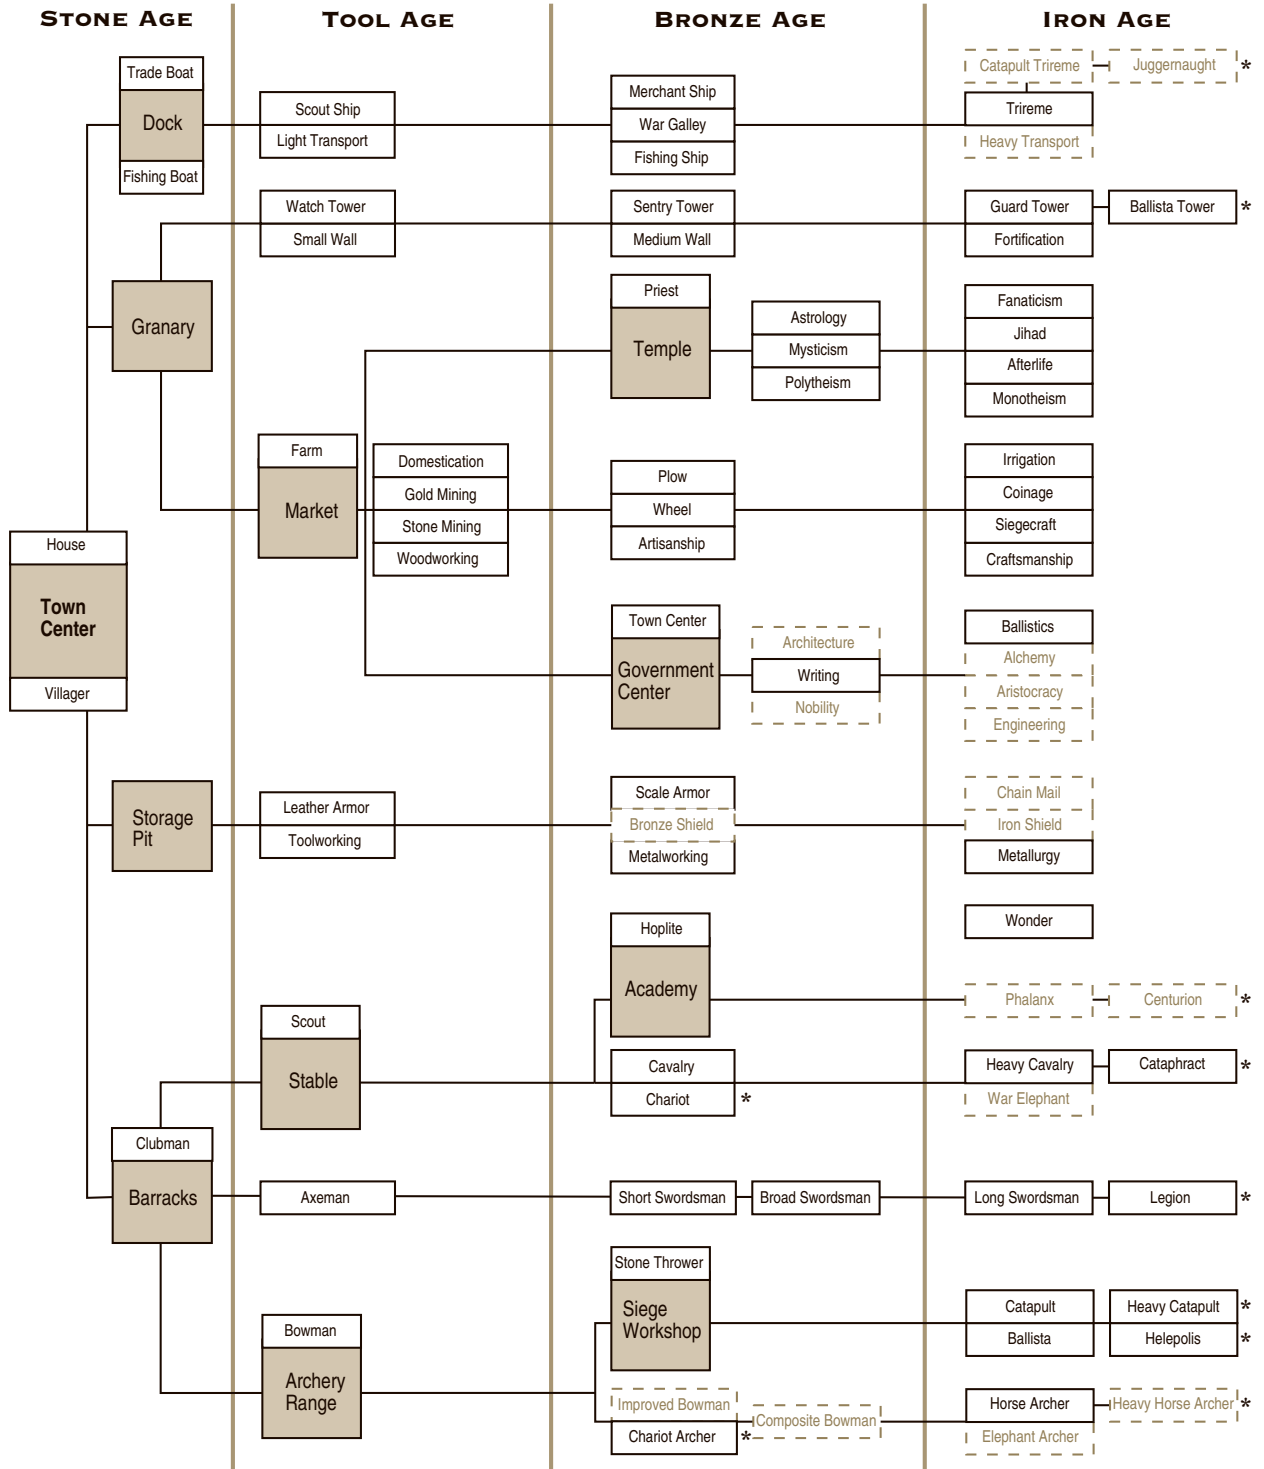 STONE AGE
TOOL AGE
BRONZE AGE
IRON AGE
Trade Boat
Dock
Fishing Boat
Scout Ship
Light Transport
Merchant Ship
War Galley
Fishing Ship
Catapult Trireme
Juggernaught *
Trireme
Heavy Transport
Granary
Watch Tower
Small Wall
Sentry Tower
Medium Wall
Guard Tower
Ballista Tower *
Fortification
Priest
Temple
Astrology
Mysticism
Polytheism
Fanaticism
Jihad
Afterlife
Monotheism
Farm
Market
Domestication
Gold Mining
Stone Mining
Woodworking
Plow
Wheel
Artisanship
Irrigation
Coinage
Siegecraft
Craftsmanship
House
Town
Center
Villager
Town Center
Government
Center
Architecture
Writing
Nobility
Ballistics
Alchemy
Aristocracy
Engineering
Storage
Pit
Leather Armor
Toolworking
Scale Armor
Bronze Shield
Metalworking
Chain Mail
Iron Shield
Metallurgy
Wonder
Hoplite
Academy
Phalanx
Centurion *
Scout
Stable
Cavalry
Chariot *
Heavy Cavalry
Cataphract *
War Elephant
Clubman
Barracks
Axeman
Short Swordsman
Broad Swordsman
Long Swordsman
Legion *
Stone Thrower
Siege
Workshop
Catapult
Heavy Catapult *
Ballista
Helepolis *
Bowman
Archery
Range
Improved Bowman
Chariot Archer *
Composite Bowman
Horse Archer
Heavy Horse Archer *
Elephant Archer